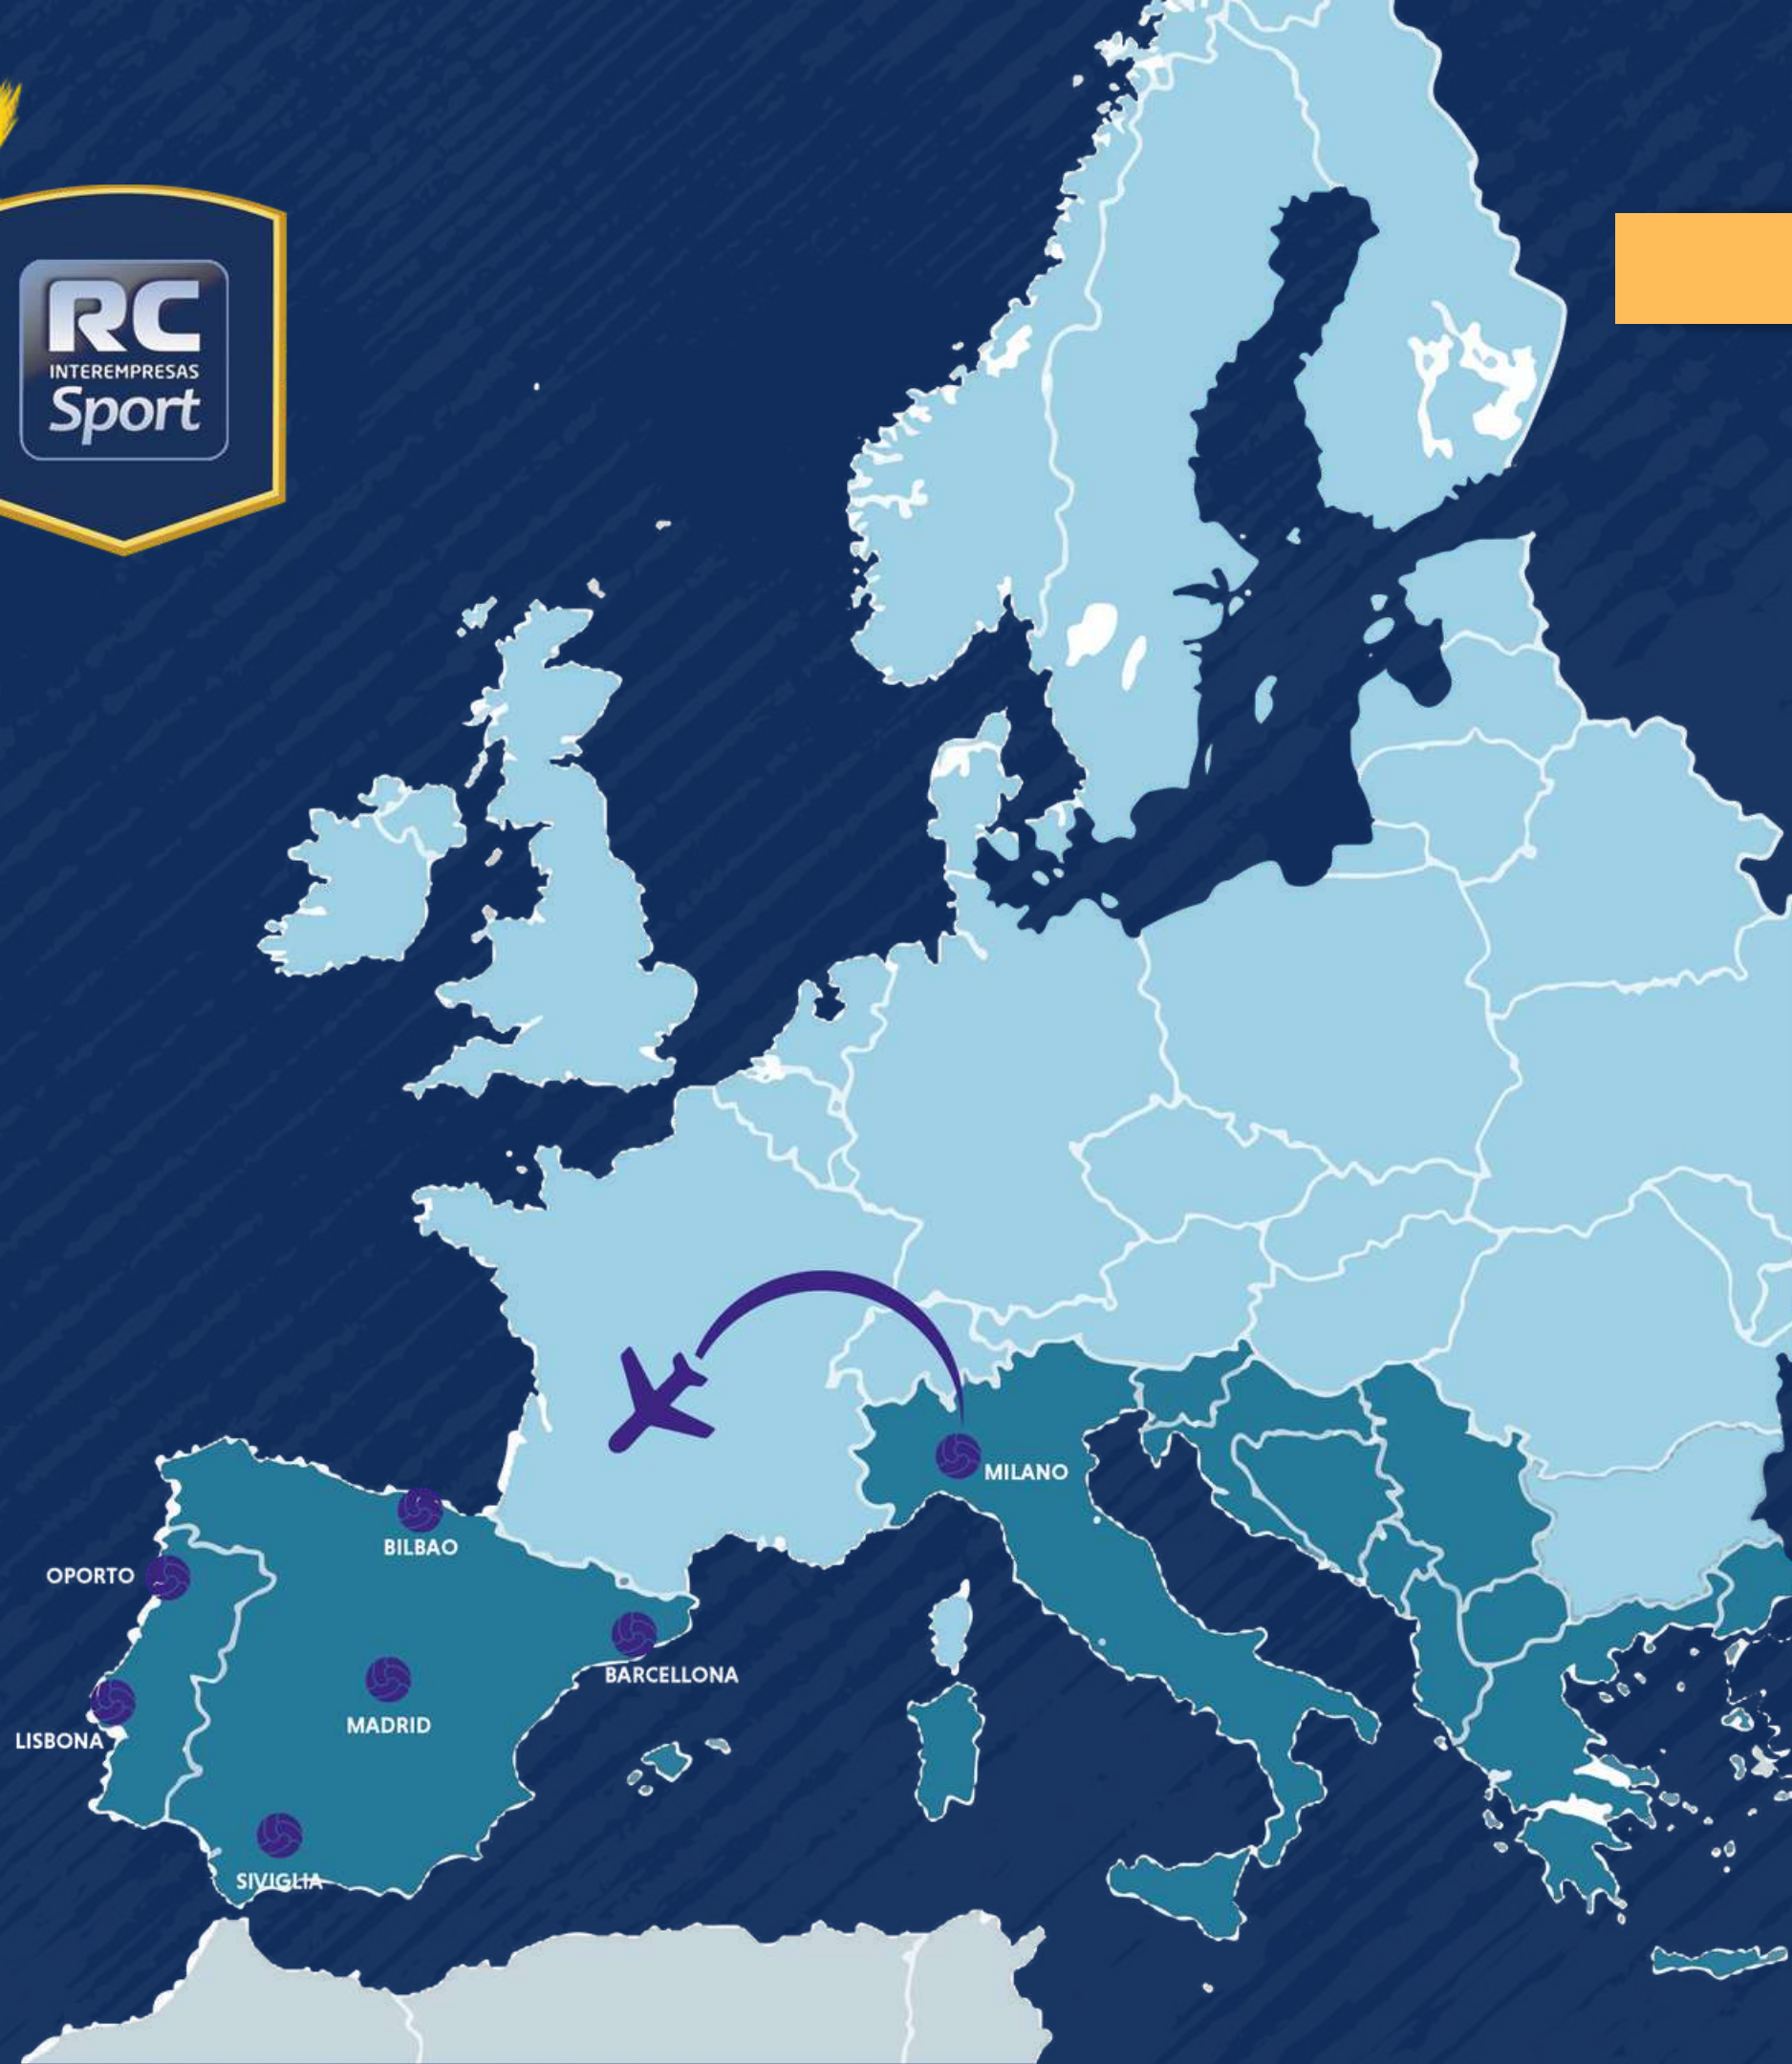 RC
INTEREMPRESAS
Sport
MILANO
BILBAO
OPORTO
BARCELLONA
MADRID
LISBONA
SIVIGLIA